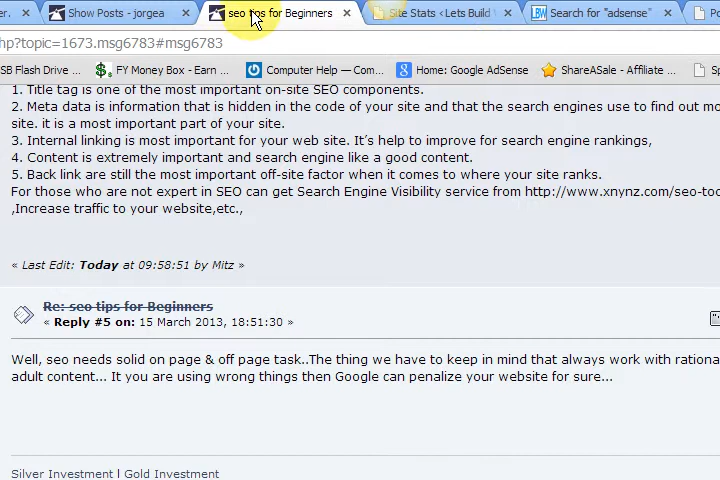 er.
Show Posts - jorgea
seo tips for Beginners
Site Stats ‹ Lets Build
Search for "adsense"
Po
hp?topic=1673.msg6783#msg6783
SB Flash Drive ...
FY Money Box - Earn ...
Computer Help — Com...
Home: Google AdSense
ShareASale - Affiliate ...
Sp
1. Title tag is one of the most important on-site SEO components.
2. Meta data is information that is hidden in the code of your site and that the search engines use to find out mo
site. it is a most important part of your site.
3. Internal linking is most important for your web site. It's help to improve for search engine rankings,
4. Content is extremely important and search engine like a good content.
5. Back link are still the most important off-site factor when it comes to where your site ranks.
For those who are not expert in SEO can get Search Engine Visibility service from http://www.xnynz.com/seo-too
,Increase traffic to your website,etc.,
« Last Edit: Today at 09:58:51 by Mitz »
Re: seo tips for Beginners
« Reply #5 on: 15 March 2013, 18:51:30 »
Well, seo needs solid on page & off page task..The thing we have to keep in mind that always work with rationa
adult content... It you are using wrong things then Google can penalize your website for sure...
Silver Investment l Gold Investment